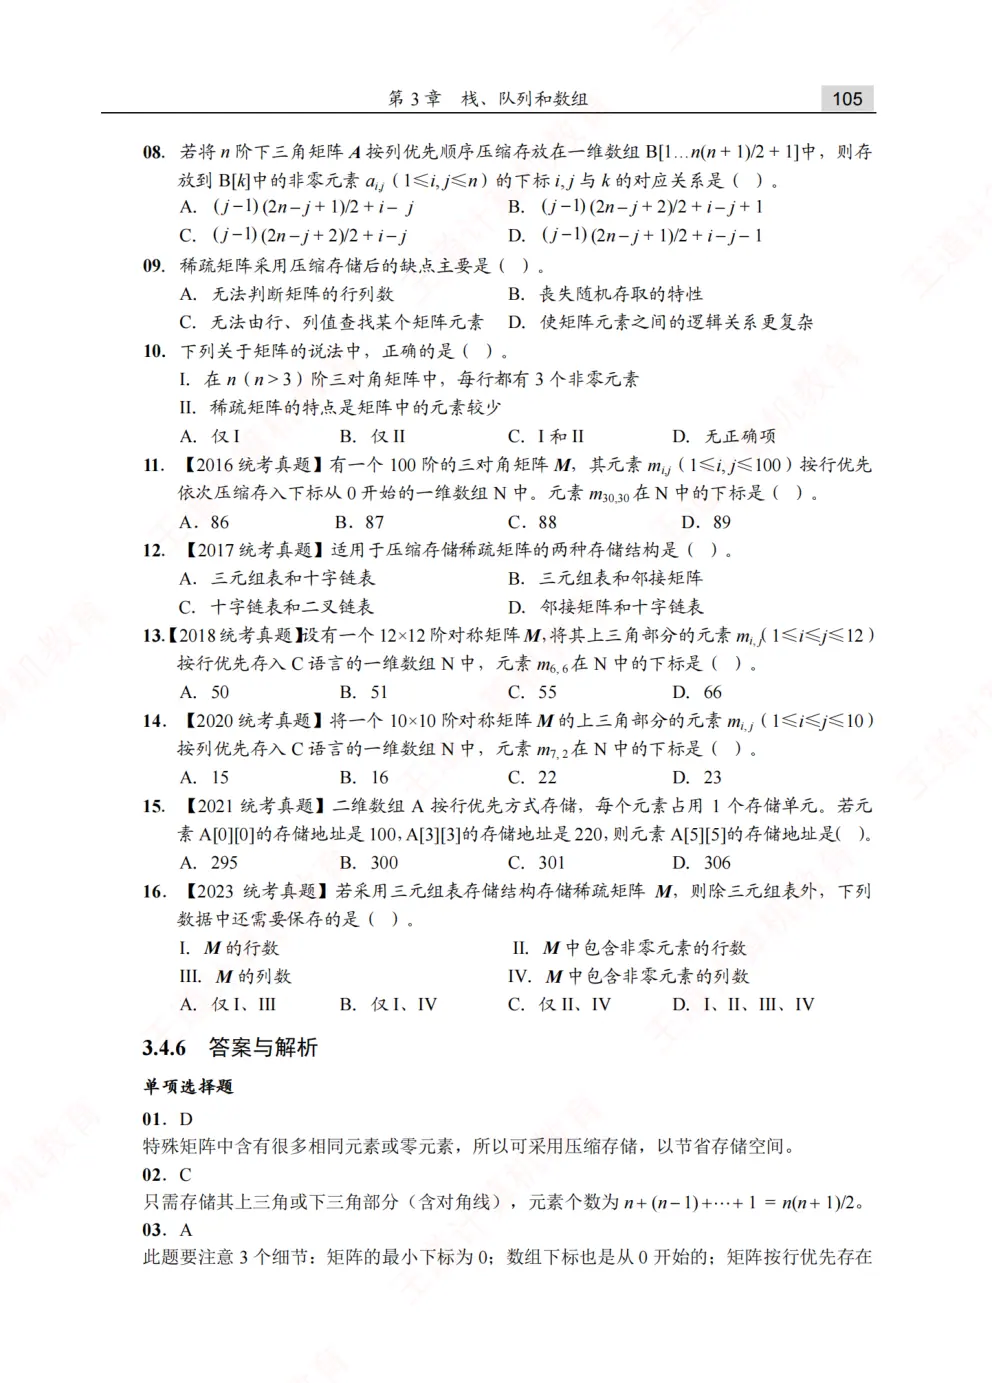 第 3 章 栈、队列和数组 105
08. 若将 n 阶下三角矩阵 A 按列优先顺序压缩存放在一维数组 B[1…n(n + 1)/2 + 1]中，则存
放到 B[k]中的非零元素 ai,j（1≤i, j≤n）的下标 i, j 与 k 的对应关系是（ ）。
A. (j−1)(2n − j + 1)/2 + i − j B. (j−1)(2n − j + 2)/2 + i − j + 1
C. (j−1)(2n − j + 2)/2 + i − j D. (j−1)(2n − j + 1)/2 + i − j − 1
09. 稀疏矩阵采用压缩存储后的缺点主要是（ ）。
A. 无法判断矩阵的行列数 B. 丧失随机存取的特性
C. 无法由行、列值查找某个矩阵元素 D. 使矩阵元素之间的逻辑关系更复杂
10. 下列关于矩阵的说法中，正确的是（ ）。
I. 在 n（n > 3）阶三对角矩阵中，每行都有 3 个非零元素
II. 稀疏矩阵的特点是矩阵中的元素较少
A. 仅 I B. 仅 II C. I 和 II D. 无正确项
11. 【2016 统考真题】有一个 100 阶的三对角矩阵 M，其元素 mi,j（1≤i, j≤100）按行优先
依次压缩存入下标从 0 开始的一维数组 N 中。元素 m30,30 在 N 中的下标是（ ）。
A. 86 B. 87 C. 88 D. 89
12. 【2017 统考真题】适用于压缩存储稀疏矩阵的两种存储结构是（ ）。
A. 三元组表和十字链表 B. 三元组表和邻接矩阵
C. 十字链表和二叉链表 D. 邻接矩阵和十字链表
13.【2018 统考真题】设有一个 12×12 阶对称矩阵 M，将其上三角部分的元素 mi, j（1≤i≤j≤12）
按行优先存入 C 语言的一维数组 N 中，元素 m6, 6 在 N 中的下标是（ ）。
A. 50 B. 51 C. 55 D. 66
14. 【2020 统考真题】将一个 10×10 阶对称矩阵 M 的上三角部分的元素 mi, j（1≤i≤j≤10）
按列优先存入 C 语言的一维数组 N 中，元素 m7, 2 在 N 中的下标是（ ）。
A. 15 B. 16 C. 22 D. 23
15. 【2021 统考真题】二维数组 A 按行优先方式存储，每个元素占用 1 个存储单元。若元
素 A[0][0]的存储地址是 100，A[3][3]的存储地址是 220，则元素 A[5][5]的存储地址是( )。
A. 295 B. 300 C. 301 D. 306
16. 【2023 统考真题】若采用三元组表存储结构存储稀疏矩阵 M，则除三元组表外，下列
数据中还需要保存的是（ ）。
I. M 的行数 II. M 中包含非零元素的行数
III. M 的列数 IV. M 中包含非零元素的列数
A. 仅 I、III B. 仅 I、IV C. 仅 II、IV D. I、II、III、IV
3.4.6 答案与解析
单项选择题
01. D
特殊矩阵中含有很多相同元素或零元素，所以可采用压缩存储，以节省存储空间。
02. C
只需存储其上三角或下三角部分（含对角线），元素个数为 n + (n − 1) + ⋯ + 1 = n(n + 1)/2。
03. A
此题要注意 3 个细节：矩阵的最小下标为 0；数组下标也是从 0 开始的；矩阵按行优先存在